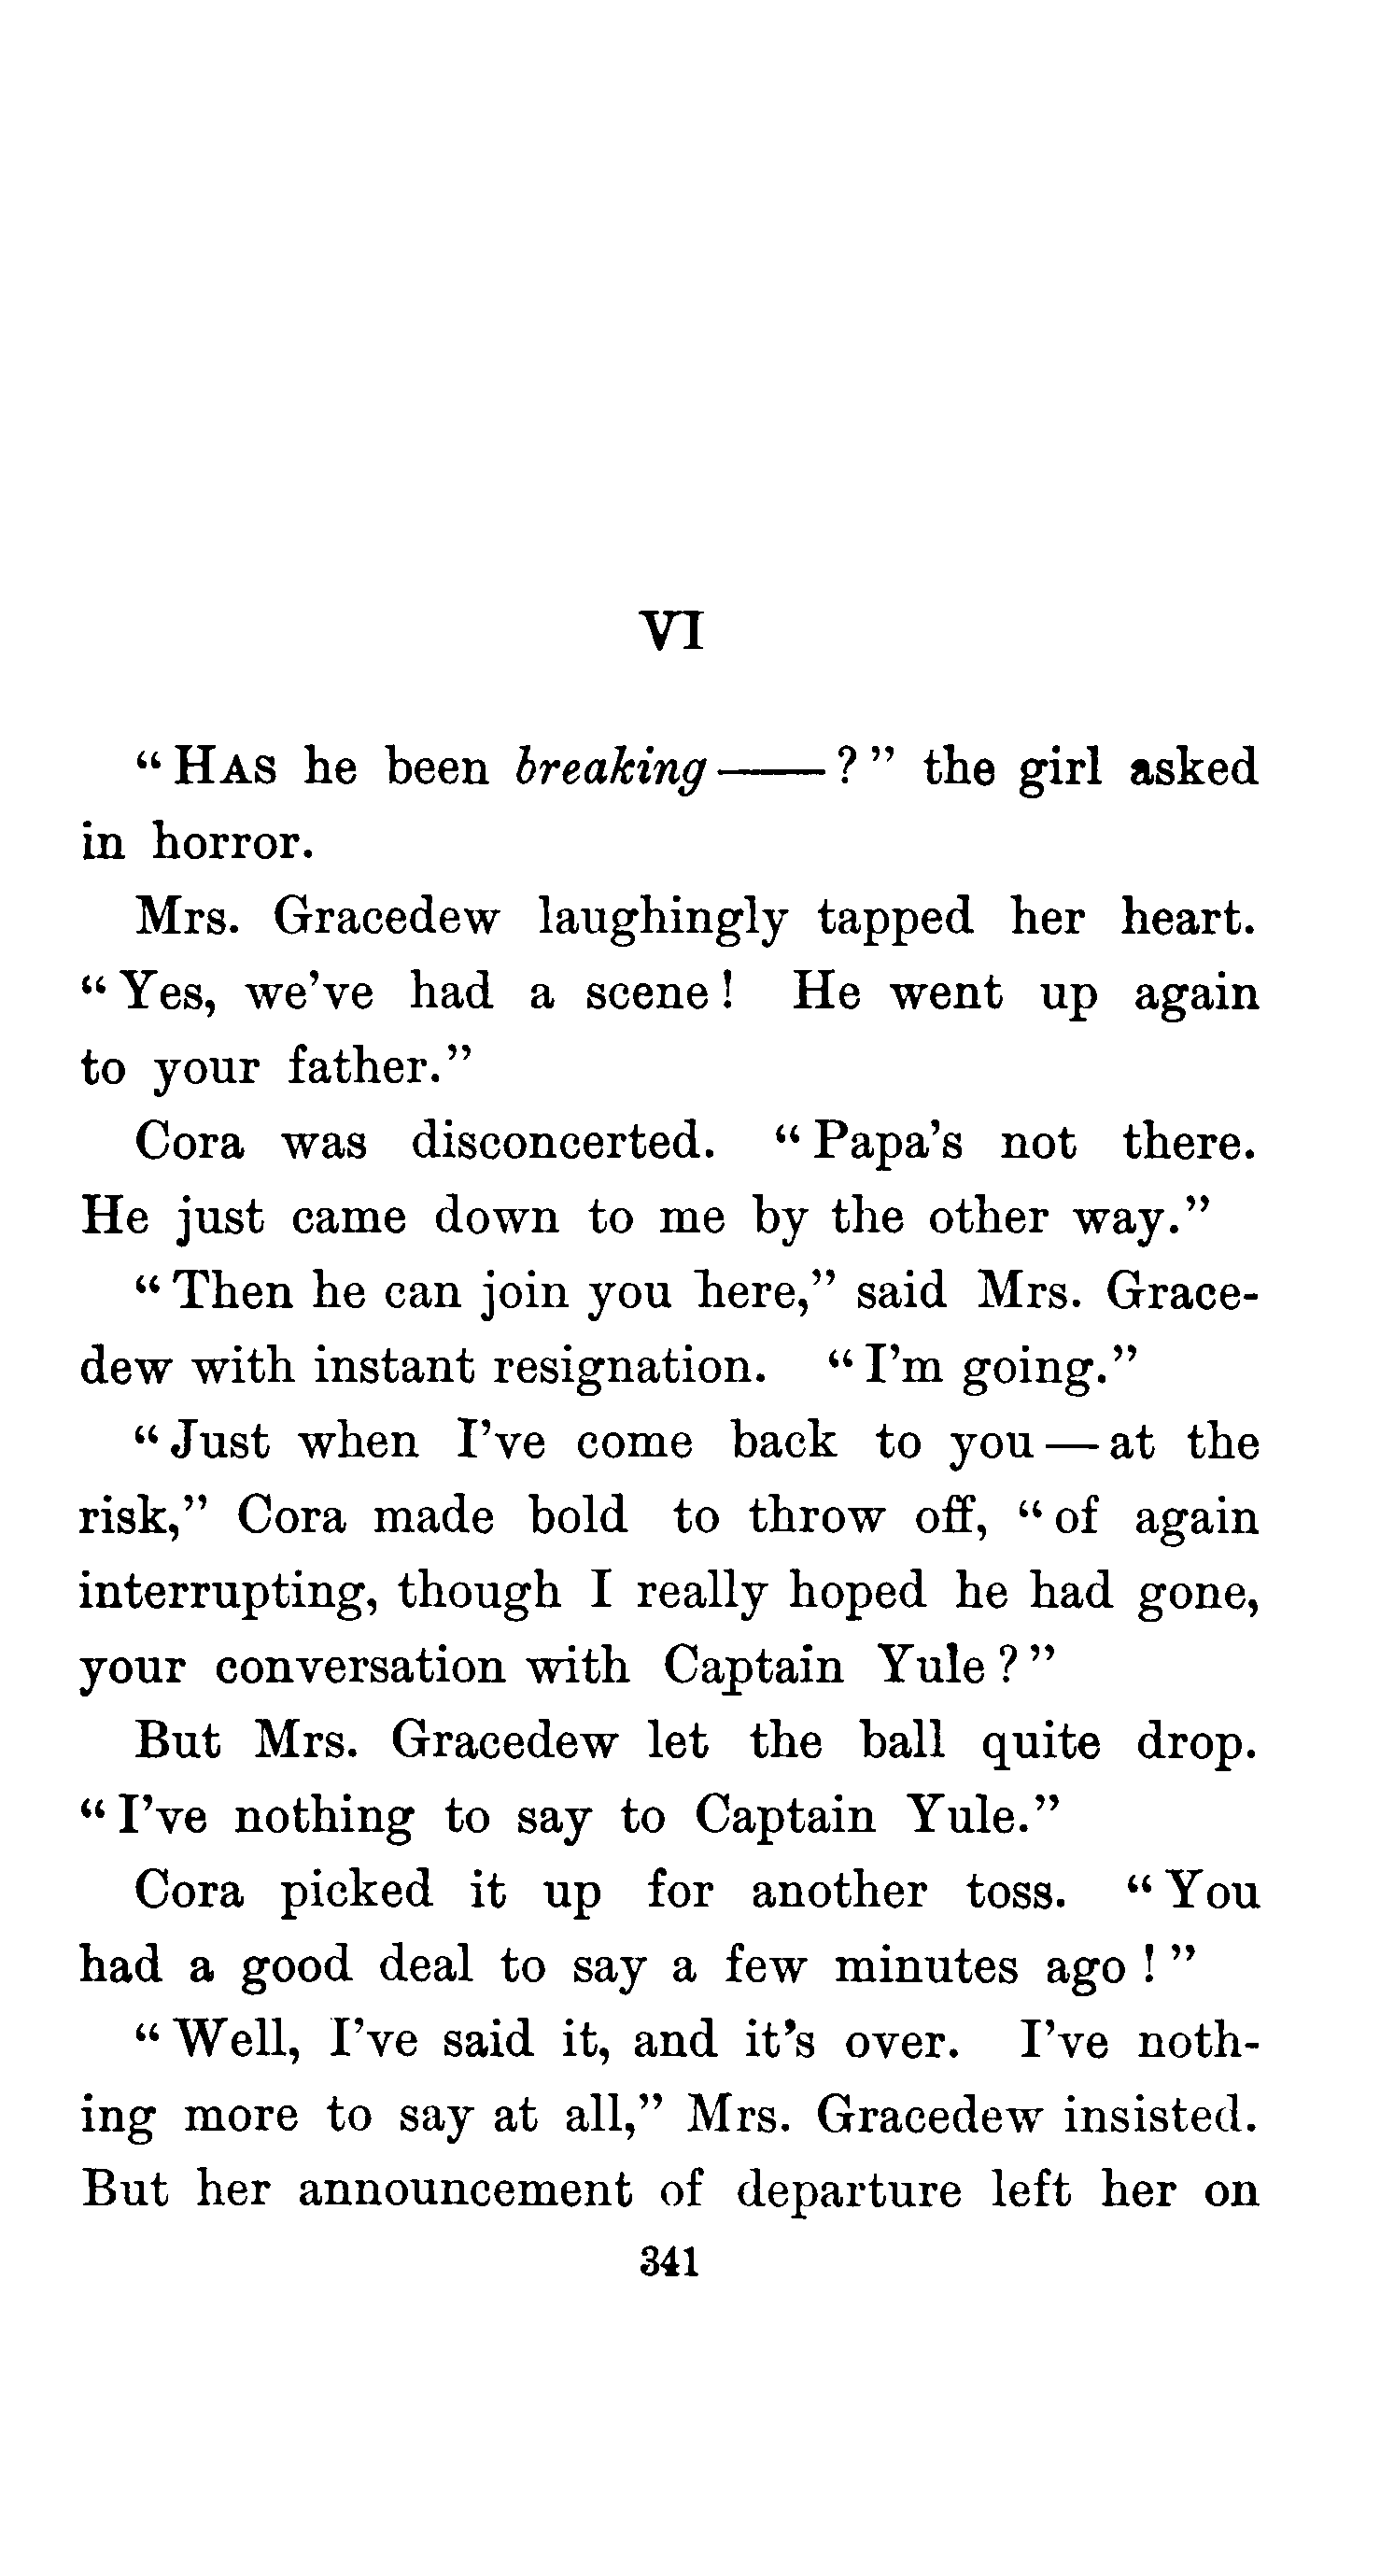 VI
“ HAS he been breaking——? ” the girl asked
in horror.
Mrs. Gracedew laughingly tapped her heart.
“ Yes, we’ve had a scene ! He went up again
to your father.”
Cora was disconcerted. “ Papa’s not there.
He just came down to me by the other way.”
“ Then he can join you here,” said Mrs. Grace-
dew with instant resignation. “ I’m going.”
“ Just when I’ve come back to you — at the
risk,” Cora made bold to throw off, “ of again
interrupting, though I really hoped he had gone,
your conversation with Captain Yule ? ”
But Mrs. Gracedew let the ball quite drop.
“ I’ve nothing to say to Captain Yule.”
Cora picked it up for another toss. “ You
had a good deal to say a few minutes ago ! ”
“ Well, I’ve said it, and it’s over. I’ve noth-
ing more to say at all,” Mrs. Gracedew insisted.
But her announcement of departure left her on
341